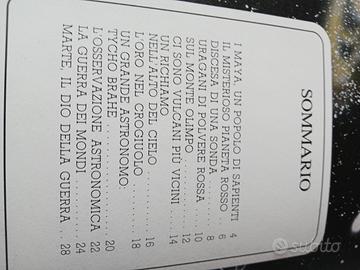 SOMMARIO
I MAYA, UN POPOLO DI SAPIENTI 4
IL MISTERIOSO PIANETA ROSSO . 6
DISCESA DI UNA SONDA . . . . . . 8
URAGANI DI POLVERE ROSSA . . 10
SUL MONTE OLIMPO . . . . . . . . 12
CI SONO VULCANI PIÙ VICINI . . 14
UN RICHIAMO
NELL'ALTO DEL CIELO . . . . . . . 16
L'ORO NEL CROGIUOLO . . . . . . 18
UN GRANDE ASTRONOMO:
TYCHO BRAHE . . . . . . . . . . . 20
L'OSSERVAZIONE ASTRONOMICA 22
LA GUERRA DEI MONDI . . . . . . 24
MARTE, IL DIO DELLA GUERRA . . 28
subito.it